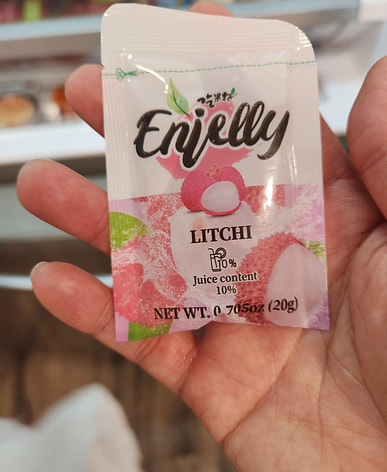 Enjelly
LITCHI
10%
Juice content
10%
NET WT. 0.705oz (20g)